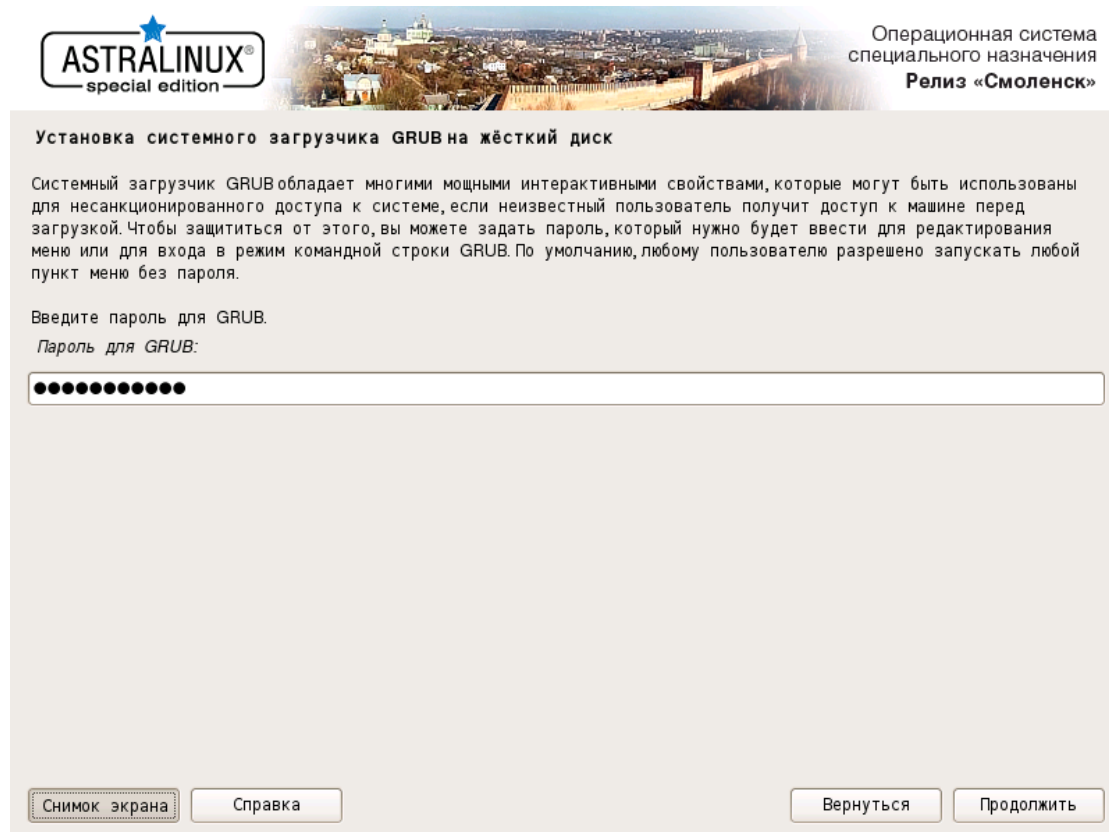 ASTRALINUX®
special edition
Операционная система
специального назначения
Релиз «Смоленск»
Установка системного загрузчика GRUB на жёсткий диск
Системный загрузчик GRUB обладает многими мощными интерактивными свойствами, которые могут быть использованы
для несанкционированного доступа к системе, если неизвестный пользователь получит доступ к машине перед
загрузкой. Чтобы защититься от этого, вы можете задать пароль, который нужно будет ввести для редактирования
меню или для входа в режим командной строки GRUB. По умолчанию, любому пользователю разрешено запускать любой
пункт меню без пароля.
Введите пароль для GRUB.
Пароль для GRUB:
●●●●●●●●●●●
Снимок экрана
Справка
Вернуться
Продолжить